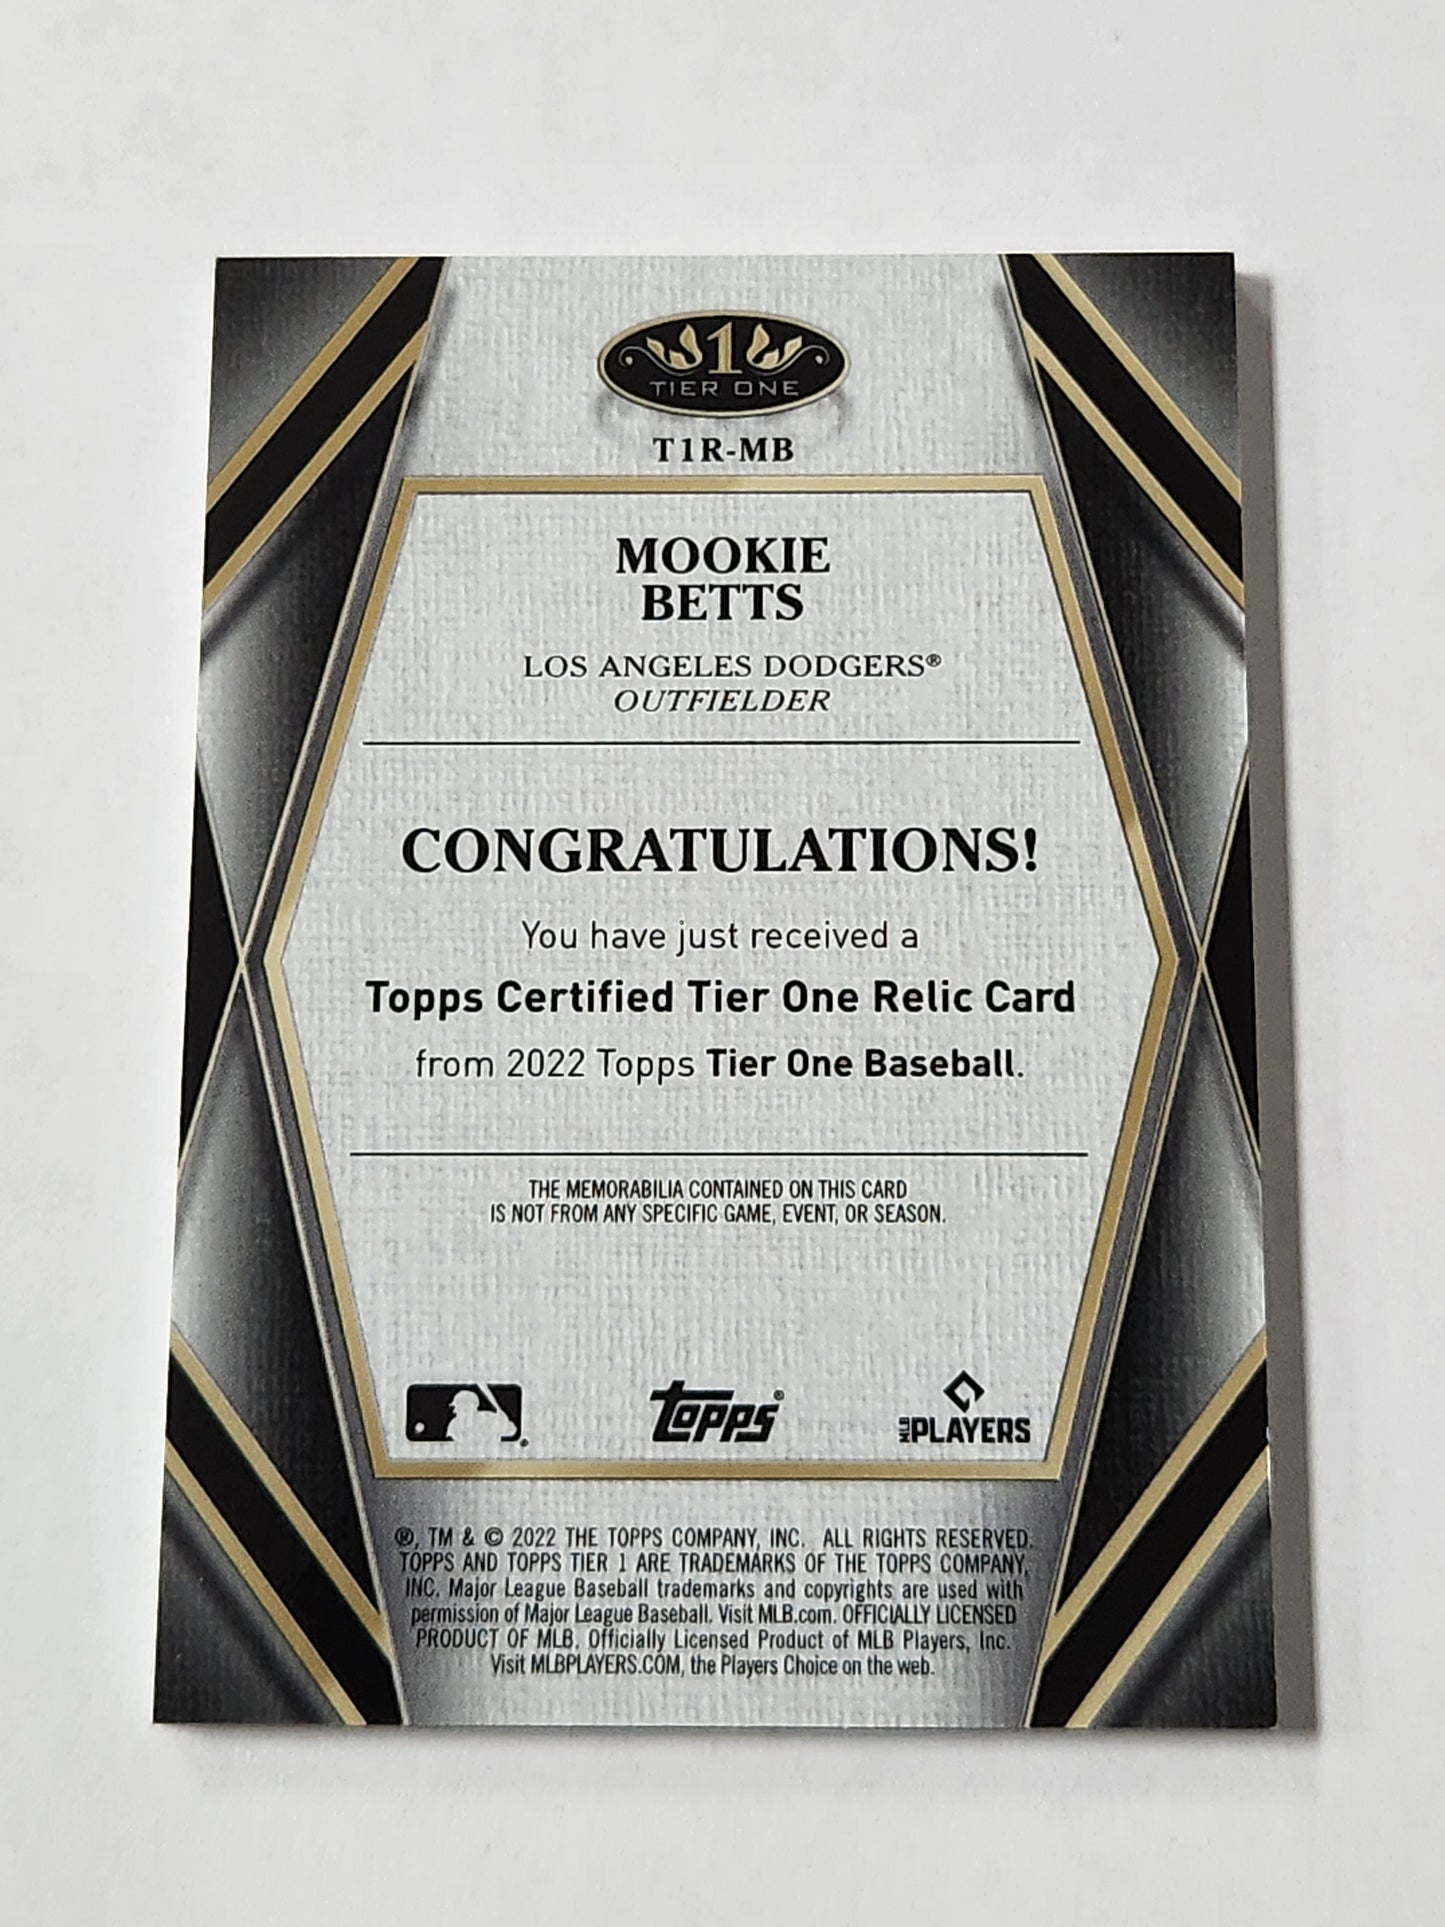 1
TIER ONE
T1R-MB
MOOKIE
BETTS
LOS ANGELES DODGERS®
OUTFIELDER
CONGRATULATIONS!
You have just received a
Topps Certified Tier One Relic Card
from 2022 Topps Tier One Baseball.
THE MEMORABILIA CONTAINED ON THIS CARD
IS NOT FROM ANY SPECIFIC GAME, EVENT, OR SEASON.
Topps® MLB PLAYERS
®, TM & © 2022 THE TOPPS COMPANY, INC. ALL RIGHTS RESERVED.
TOPPS AND TOPPS TIER 1 ARE TRADEMARKS OF THE TOPPS COMPANY,
INC. Major League Baseball trademarks and copyrights are used with
permission of Major League Baseball. Visit MLB.com. OFFICIALLY LICENSED
PRODUCT OF MLB. Officially Licensed Product of MLB Players, Inc.
Visit MLBPLAYERS.COM, the Players Choice on the web.